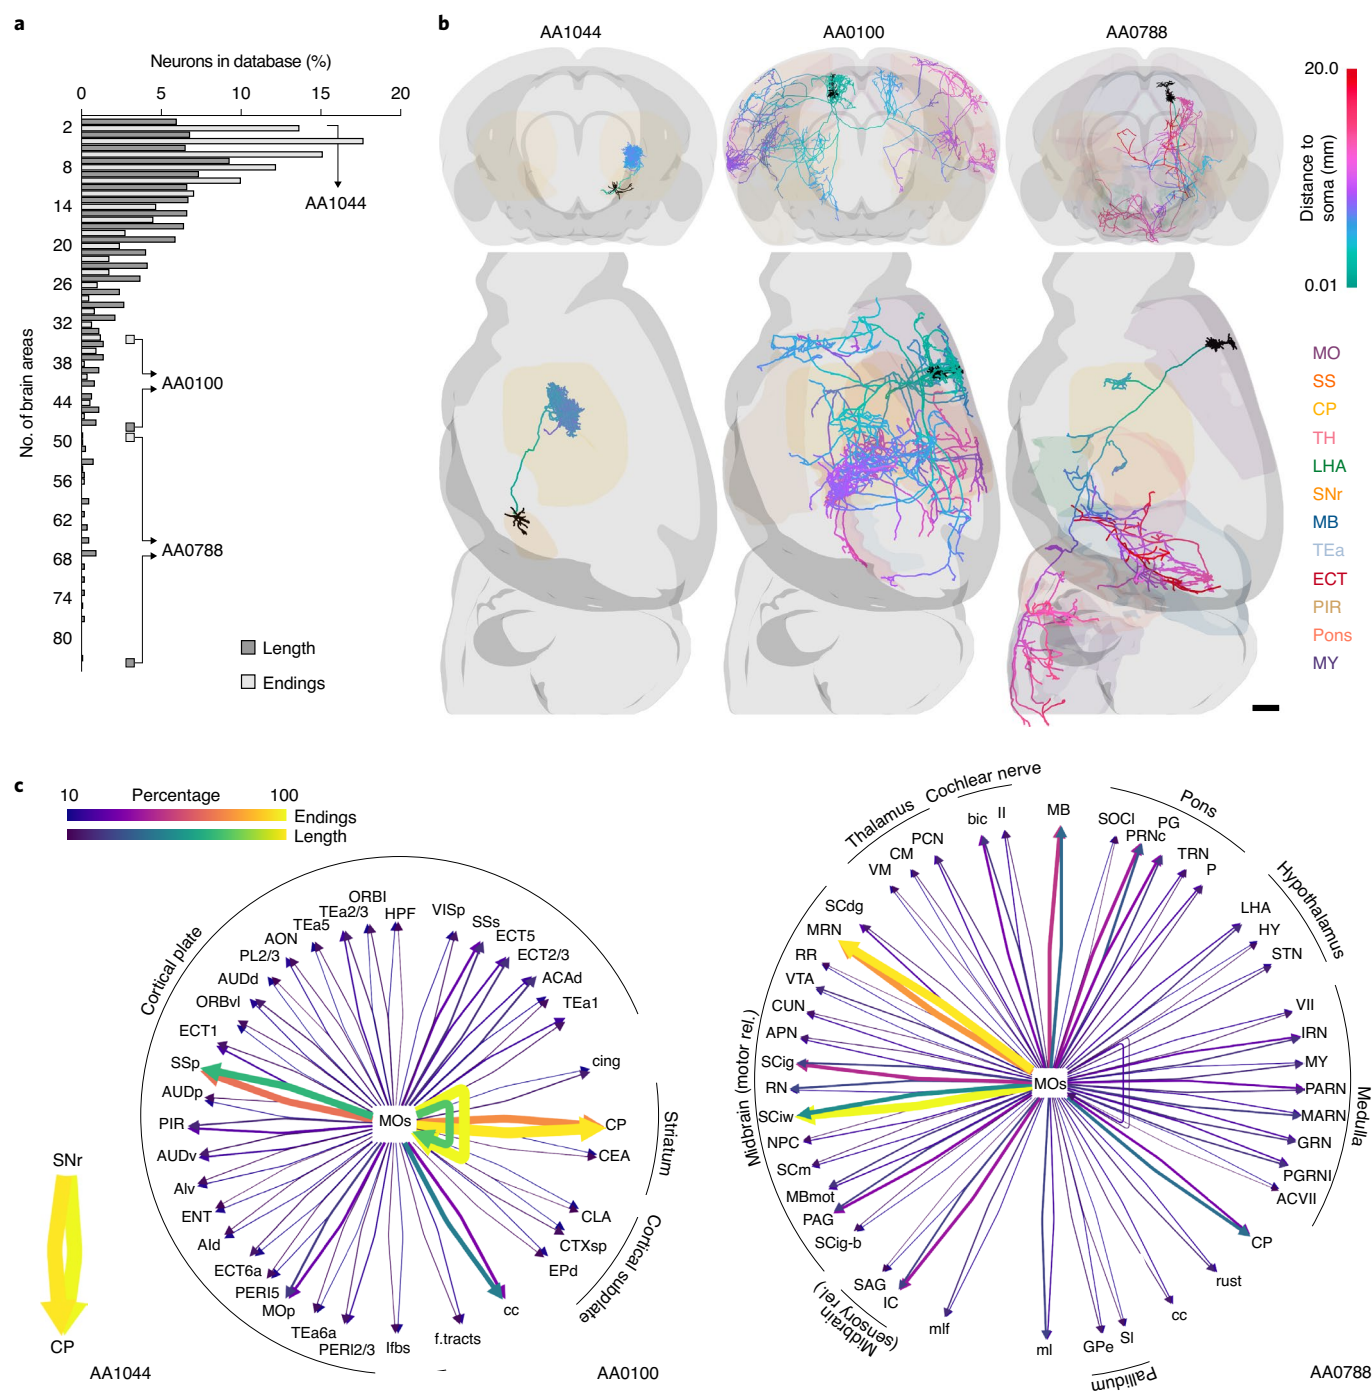 a
Neurons in database (%)
0 5 10 15 20
No. of brain areas
2
8
14
20
26
32
38
44
50
56
62
68
74
80
AA1044
AA0100
AA0788
Length
Endings
b
AA1044
AA0100
AA0788
20.0
Distance to
soma (mm)
0.01
MO
SS
CP
TH
LHA
SNr
MB
TEa
ECT
PIR
Pons
MY
c
10 Percentage 100
Endings
Length
SNr
CP
AA1044
Cortical plate
ORBl
TEa2/3
HPF
TEa5
AON
PL2/3
AUDd
ORBvl
ECT1
SSp
AUDp
PIR
AUDv
AIv
ENT
AId
ECT6a
PERI5
MOp
TEa6a
PERI2/3
lfbs
f.tracts
cc
VISp
SSs
ECT5
ECT2/3
ACAd
TEa1
cing
MOs
Striatum
CP
CEA
Cortical subplate
CLA
CTXsp
EPd
AA0100
Cochlear nerve
bic
II
MB
Thalamus
PCN
CM
VM
Pons
SOCl
PRNc
PG
TRN
P
Hypothalamus
LHA
HY
STN
Midbrain (motor rel.)
SCdg
MRN
RR
VTA
CUN
APN
SCig
RN
SCiw
NPC
SCm
MBmot
PAG
SCig-b
MOs
Medulla
VII
IRN
MY
PARN
MARN
GRN
PGRNl
ACVII
CP
rust
cc
Midbrain
(sensory rel.)
SAG
IC
mlf
ml
GPe
SI
Pallidum
AA0788